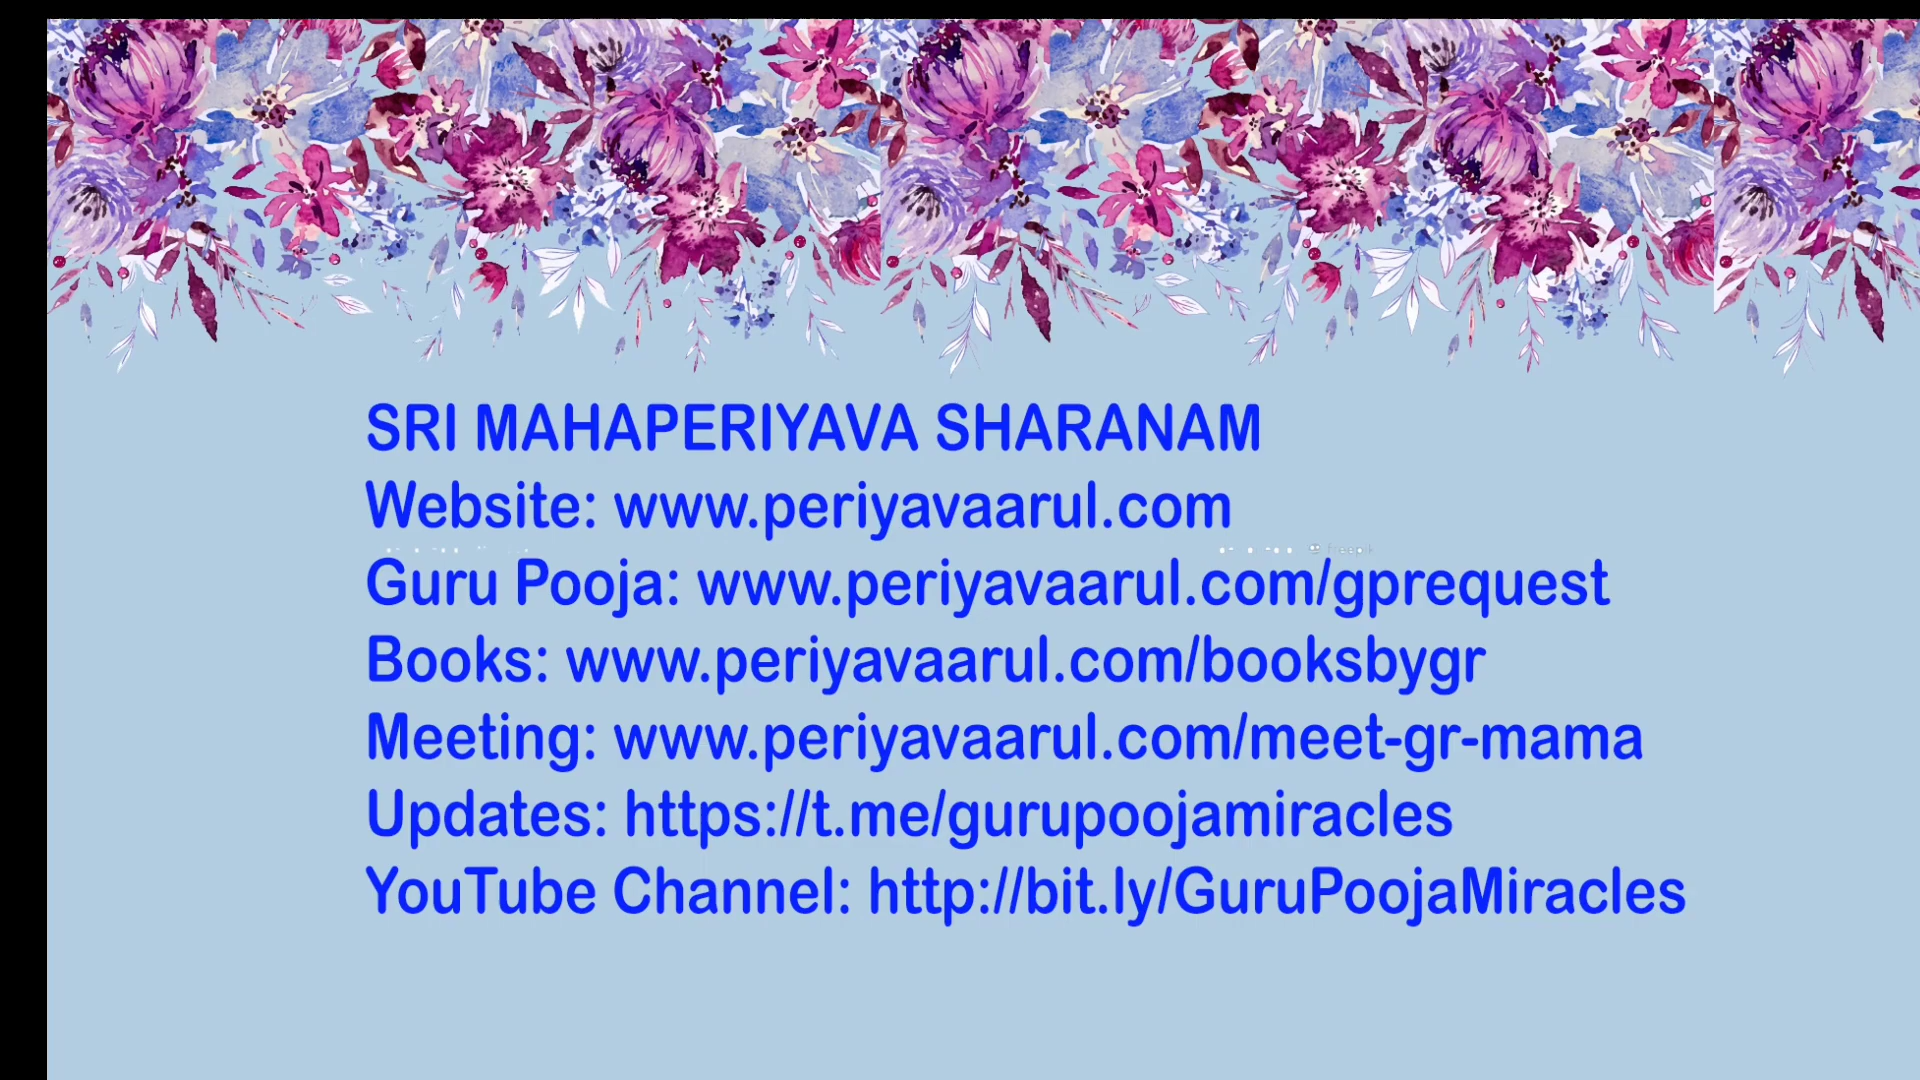 SRI MAHAPERIYAVA SHARANAM
Website: www.periyavaarul.com
Guru Pooja: www.periyavaarul.com/gprequest
Books: www.periyavaarul.com/booksbygr
Meeting: www.periyavaarul.com/meet-gr-mama
Updates: https://t.me/gurupoojamiracles
YouTube Channel: http://bit.ly/GuruPoojaMiracles